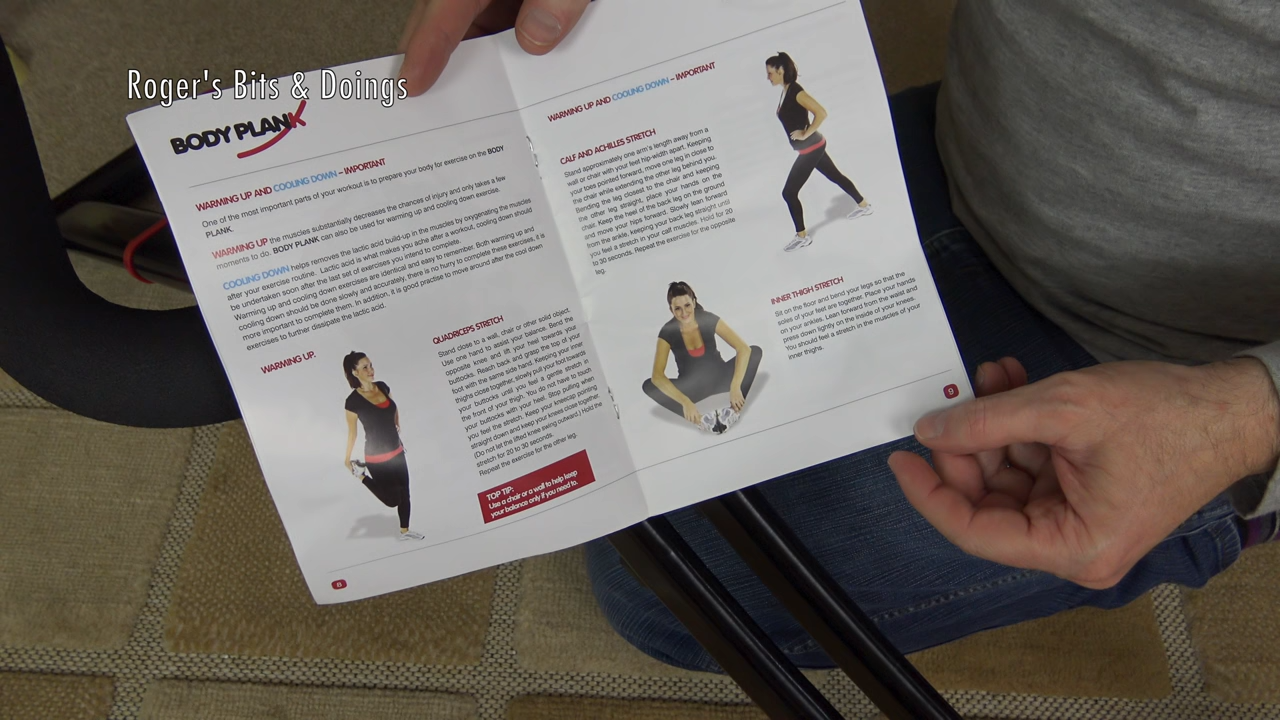 Roger's Bits & Doings
BODY PLANK
WARMING UP AND COOLING DOWN – IMPORTANT
One of the most important parts of your workout is to prepare your body for exercise on the BODY
PLANK.
WARMING UP the muscles substantially decreases the chances of injury and only takes a few
moments to do. BODY PLANK can also be used for warming up and cooling down exercise.
COOLING DOWN helps removes the lactic acid build-up in the muscles by oxygenating the muscles
after your exercise routine. Lactic acid is what makes you ache after a workout, cooling down should
be undertaken soon after the last set of exercises you intend to complete.
Warming up and cooling down exercises are identical and easy to remember. Both warming up and
cooling down should be done slowly and accurately, there is no hurry to complete these exercises, it is
more important to complete them. In addition, it is good practise to move around after the cool down
exercises to further dissipate the lactic acid.
WARMING UP.
QUADRICEPS STRETCH
Stand close to a wall, chair or other solid object.
Use one hand to assist your balance. Bend the
opposite knee and lift your heel towards your
buttocks. Reach back and grasp the top of your
foot with the same side hand. Keeping your inner
thighs close together, slowly pull your foot towards
your buttocks until you feel a gentle stretch in
the front of your thigh. You do not have to touch
your buttocks with your heel. Stop pulling when
you feel the stretch. Keep your kneecap pointing
straight down and keep your knees close together.
(Do not let the lifted knee swing outward.) Hold the
stretch for 20 to 30 seconds.
Repeat the exercise for the other leg.
TOP TIP:
Use a chair or a wall to help keep
your balance only if you need to.
8
WARMING UP AND COOLING DOWN – IMPORTANT
CALF AND ACHILLES STRETCH
Stand approximately one arm's length away from a
wall or chair with your feet hip-width apart. Keeping
your toes pointed forward, move one leg in close to
the chair while extending the other leg behind you.
Bending the leg closest to the chair and keeping
the other leg straight, place your hands on the
chair. Keep the heel of the back leg on the ground
and move your hips forward. Slowly lean forward
from the ankle, keeping your back leg straight until
you feel a stretch in your calf muscles. Hold for 20
to 30 seconds. Repeat the exercise for the opposite
leg.
INNER THIGH STRETCH
Sit on the floor and bend your legs so that the
soles of your feet are together. Place your hands
on your ankles. Lean forward from the waist and
press down lightly on the inside of your knees.
You should feel a stretch in the muscles of your
inner thighs.
9